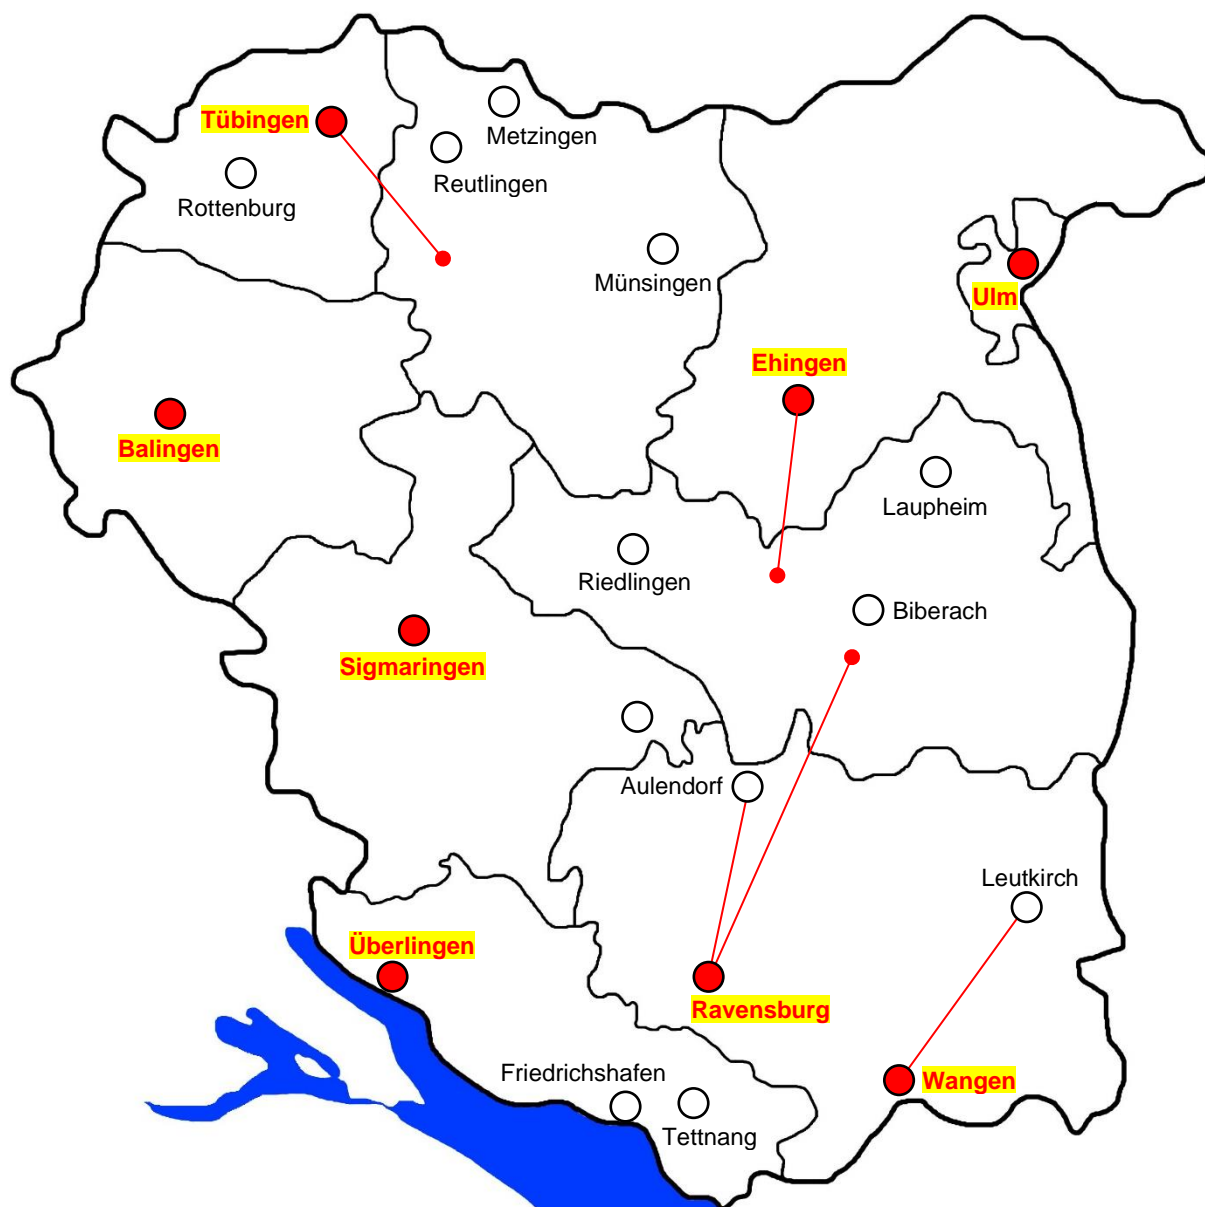 Tübingen
Metzingen
Reutlingen
Rottenburg
Münsingen
Ulm
Ehingen
Balingen
Laupheim
Riedlingen
Biberach
Sigmaringen
Aulendorf
Leutkirch
Überlingen
Ravensburg
Friedrichshafen
Wangen
Tettnang